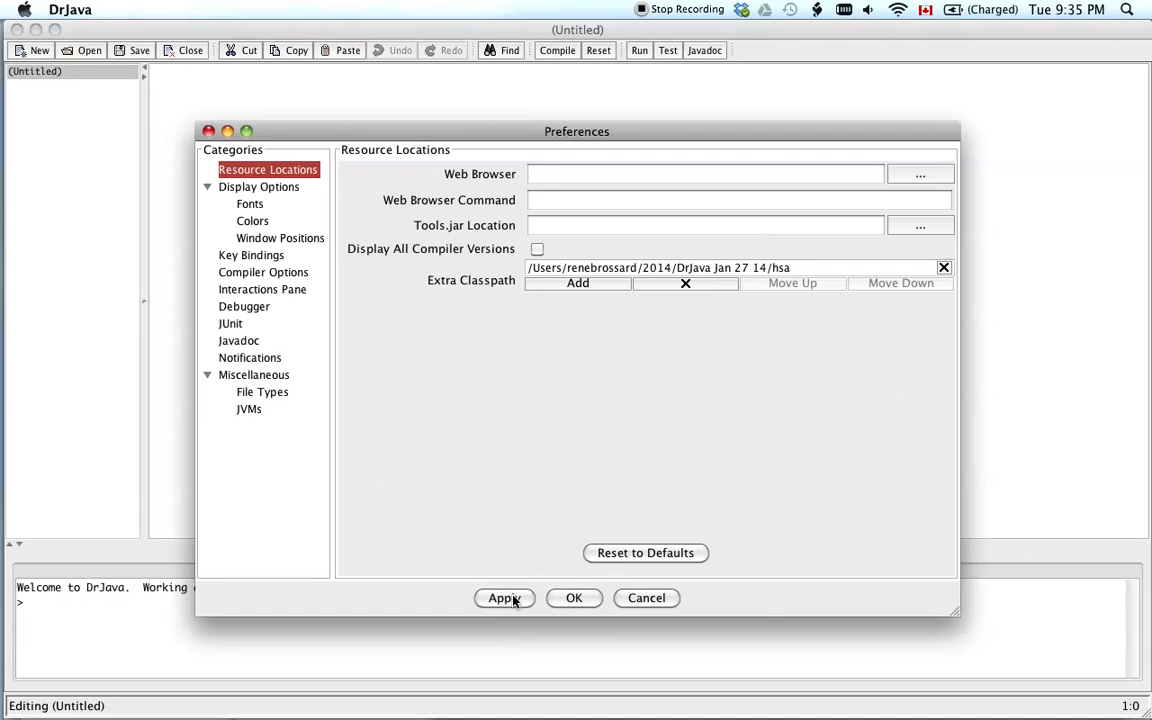 DrJava Stop Recording (Charged) Tue 9:35 PM
(Untitled)
New Open Save Close Cut Copy Paste Undo Redo Find Compile Reset Run Test Javadoc
(Untitled)
Preferences
Categories
Resource Locations
Display Options
Fonts
Colors
Window Positions
Key Bindings
Compiler Options
Interactions Pane
Debugger
JUnit
Javadoc
Notifications
Miscellaneous
File Types
JVMs
Resource Locations
Web Browser ...
Web Browser Command
Tools.jar Location ...
Display All Compiler Versions
/Users/renebrossard/2014/DrJava Jan 27 14/hsa
Extra Classpath
Add Move Up Move Down
Reset to Defaults
Apply OK Cancel
Welcome to DrJava. Working
>
Editing (Untitled) 1:0